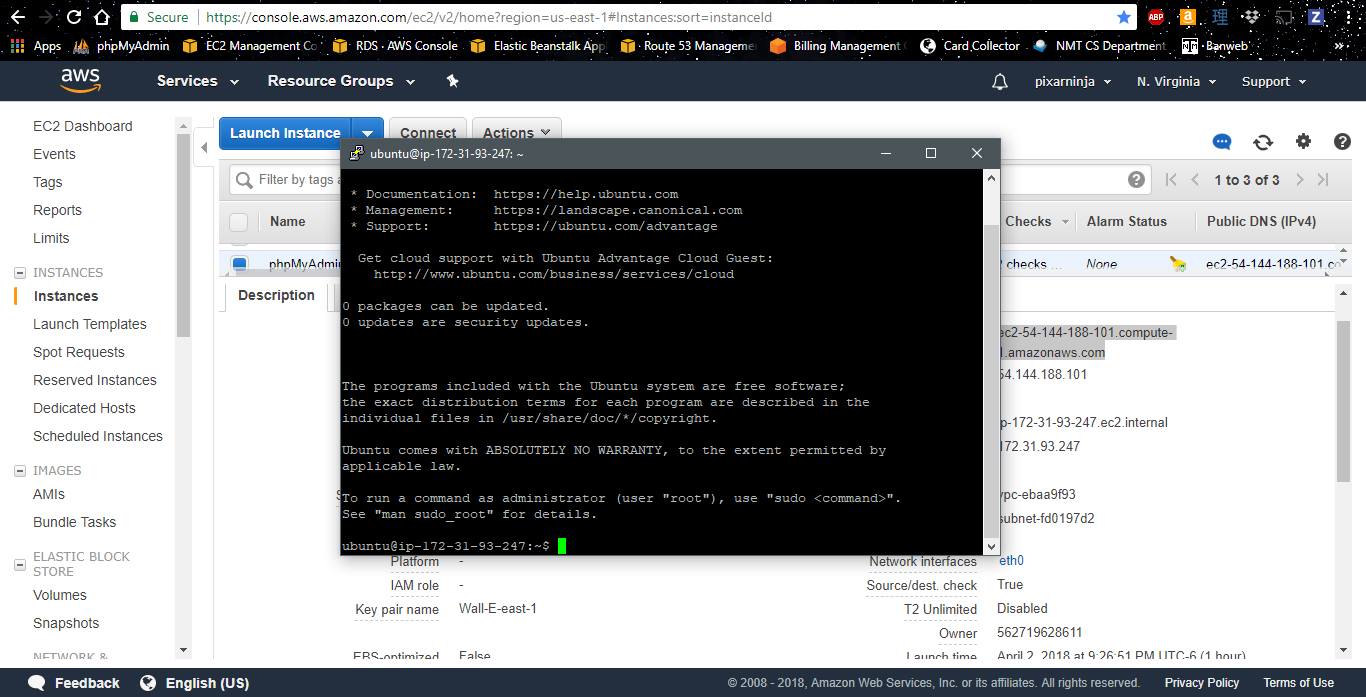 Secure https://console.aws.amazon.com/ec2/v2/home?region=us-east-1#Instances:sort=instanceId
Apps phpMyAdmin EC2 Management Co RDS · AWS Console Elastic Beanstalk App Route 53 Manageme Billing Management Card Collector NMT CS Department Banweb
aws Services Resource Groups pixarninja N. Virginia Support
EC2 Dashboard
Events
Tags
Reports
Limits
INSTANCES
Instances
Launch Templates
Spot Requests
Reserved Instances
Dedicated Hosts
Scheduled Instances
IMAGES
AMIs
Bundle Tasks
ELASTIC BLOCK
STORE
Volumes
Snapshots
NETWORK &
Launch Instance Connect Actions
Filter by tags 1 to 3 of 3
Name Checks Alarm Status Public DNS (IPv4)
phpMyAdmi checks ... None ec2-54-144-188-101.co
Description
ubuntu@ip-172-31-93-247: ~
* Documentation: https://help.ubuntu.com
* Management: https://landscape.canonical.com
* Support: https://ubuntu.com/advantage
Get cloud support with Ubuntu Advantage Cloud Guest:
http://www.ubuntu.com/business/services/cloud
0 packages can be updated.
0 updates are security updates.
The programs included with the Ubuntu system are free software;
the exact distribution terms for each program are described in the
individual files in /usr/share/doc/*/copyright.
Ubuntu comes with ABSOLUTELY NO WARRANTY, to the extent permitted by
applicable law.
To run a command as administrator (user "root"), use "sudo <command>".
See "man sudo_root" for details.
ubuntu@ip-172-31-93-247:~$
ec2-54-144-188-101.compute-
1.amazonaws.com
54.144.188.101
ip-172-31-93-247.ec2.internal
172.31.93.247
vpc-ebaa9f93
subnet-fd0197d2
Platform - Network interfaces eth0
IAM role - Source/dest. check True
Key pair name Wall-E-east-1 T2 Unlimited Disabled
Owner 562719628611
EBS-optimized False Launch time April 2, 2018 at 9:26:51 PM UTC-6 (1 hour)
Feedback English (US) © 2008 - 2018, Amazon Web Services, Inc. or its affiliates. All rights reserved. Privacy Policy Terms of Use